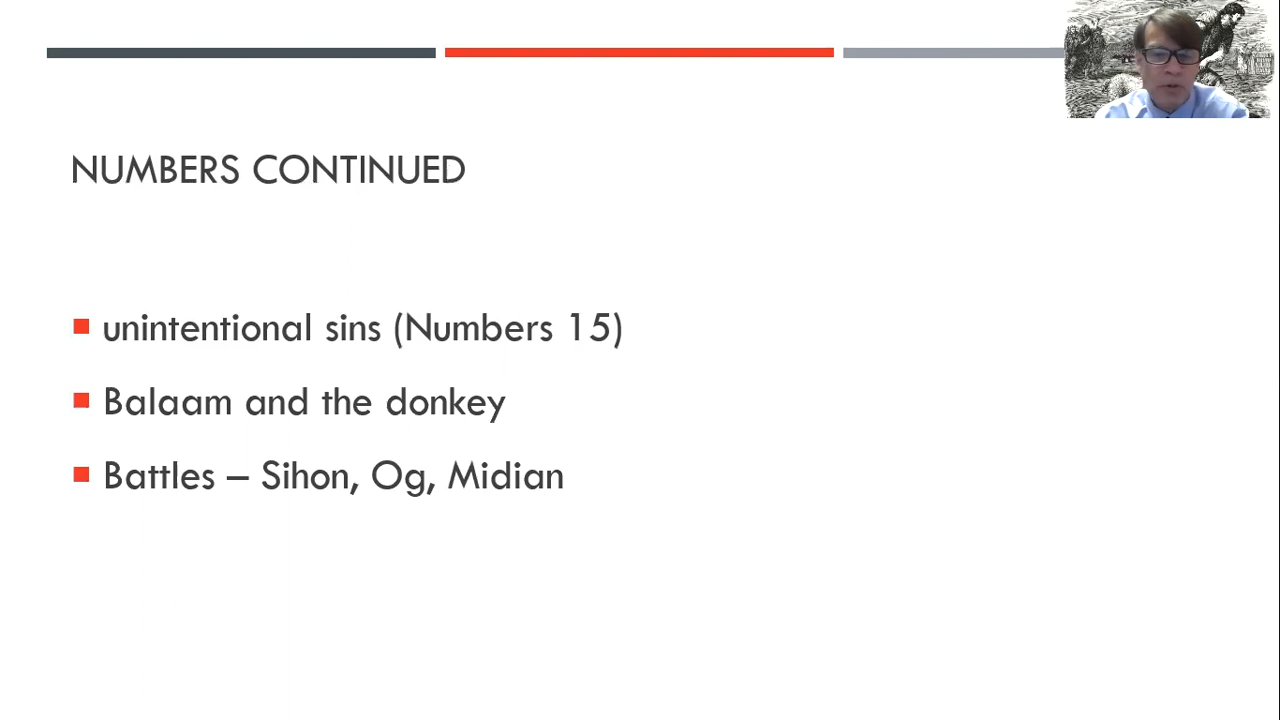 NUMBERS CONTINUED
unintentional sins (Numbers 15)
Balaam and the donkey
Battles – Sihon, Og, Midian